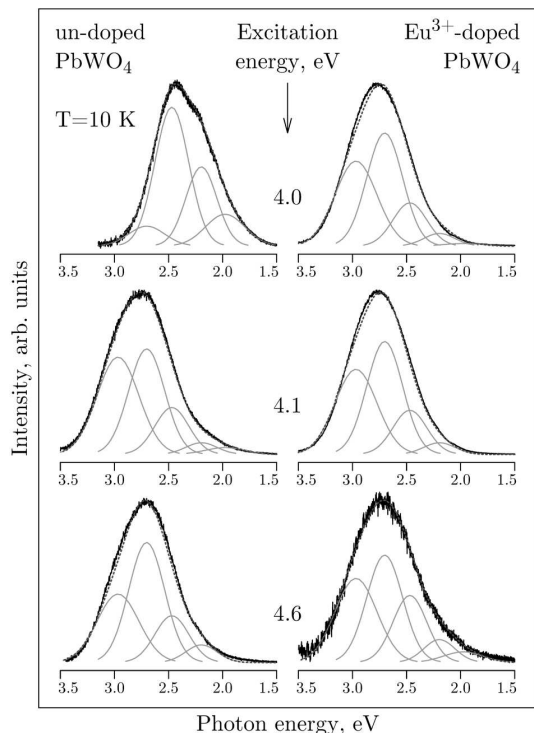 un-doped Excitation Eu³⁺-doped
PbWO₄ energy, eV PbWO₄
T=10 K
4.0
3.5 3.0 2.5 2.0 1.5 3.5 3.0 2.5 2.0 1.5
4.1
3.5 3.0 2.5 2.0 1.5 3.5 3.0 2.5 2.0 1.5
4.6
3.5 3.0 2.5 2.0 1.5 3.5 3.0 2.5 2.0 1.5
Intensity, arb. units
Photon energy, eV